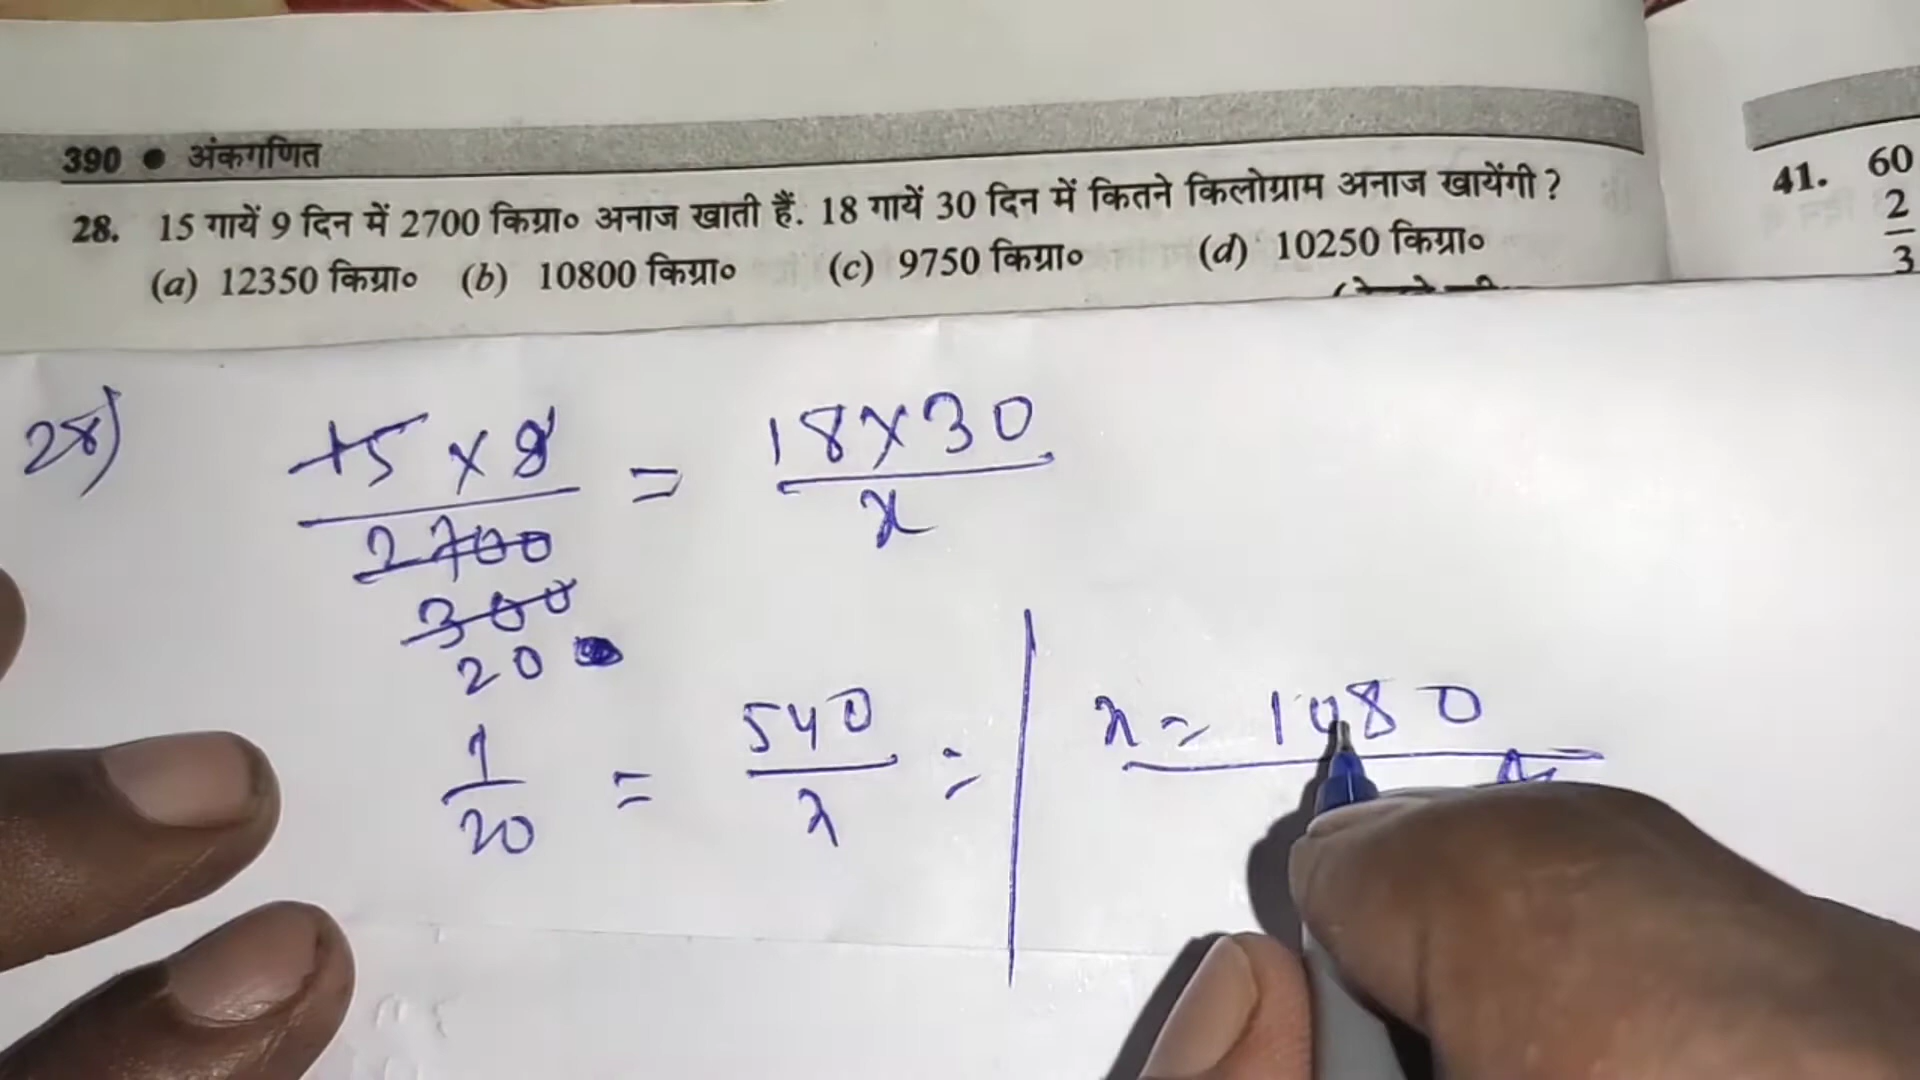 390 ● अंकगणित
28. 15 गायें 9 दिन में 2700 किग्रा० अनाज खाती हैं. 18 गायें 30 दिन में कितने किलोग्राम अनाज खायेंगी ?
(a) 12350 किग्रा० (b) 10800 किग्रा० (c) 9750 किग्रा० (d) 10250 किग्रा०
41. 60
2
3
28)
15 x 9 = 18 x 30
2700 x
300
20
1 = 540 = x = 1080
20 x